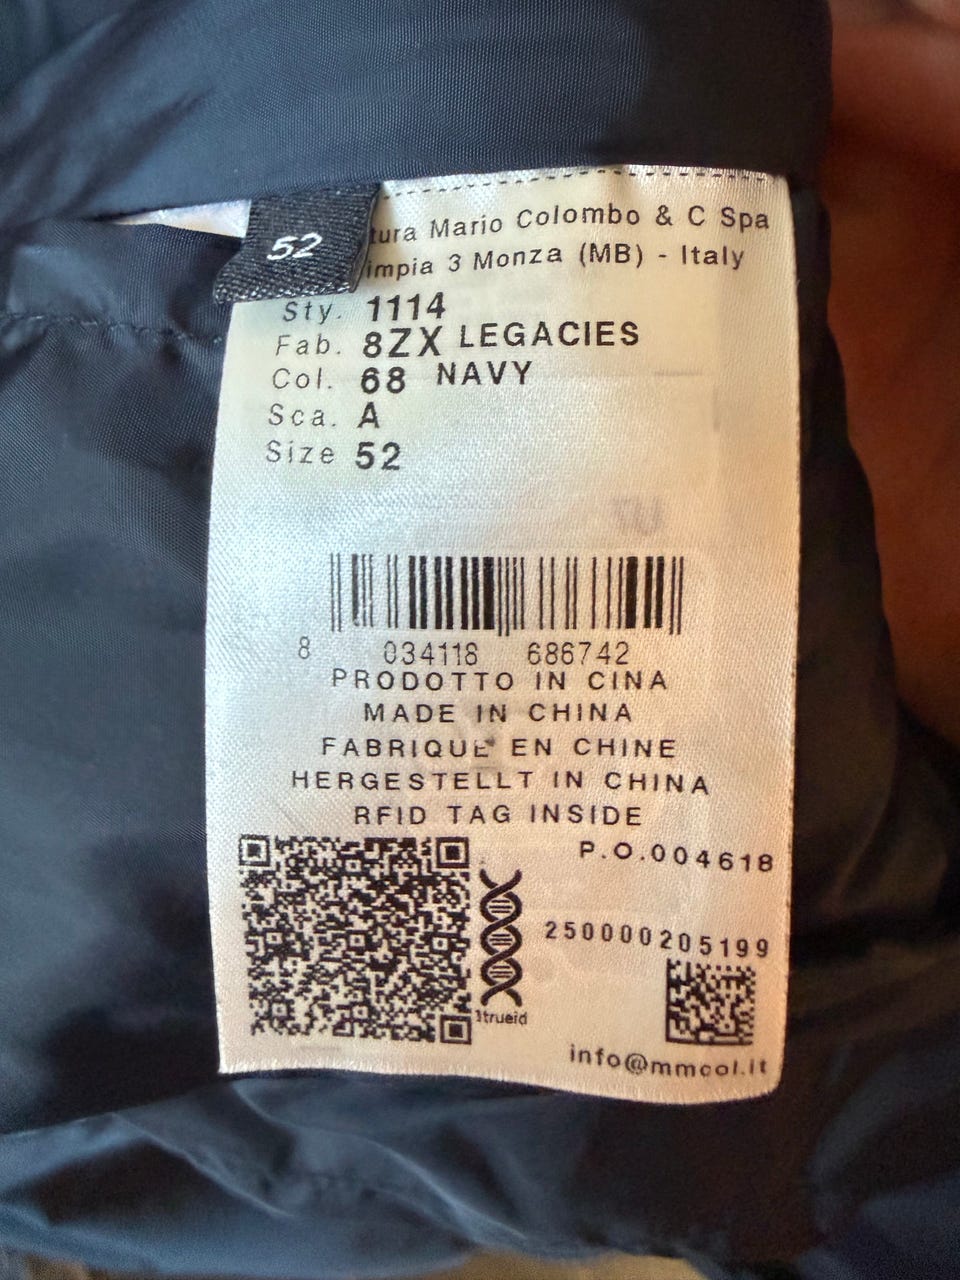 52
tura Mario Colombo & C Spa
impia 3 Monza (MB) - Italy
Sty. 1114
Fab. 8ZX LEGACIES
Col. 68 NAVY
Sca. A
Size 52
8 034118 686742
PRODOTTO IN CINA
MADE IN CHINA
FABRIQUE' EN CHINE
HERGESTELLT IN CHINA
RFID TAG INSIDE
P.O.004618
250000205199
1trueid
info@mmcol.it